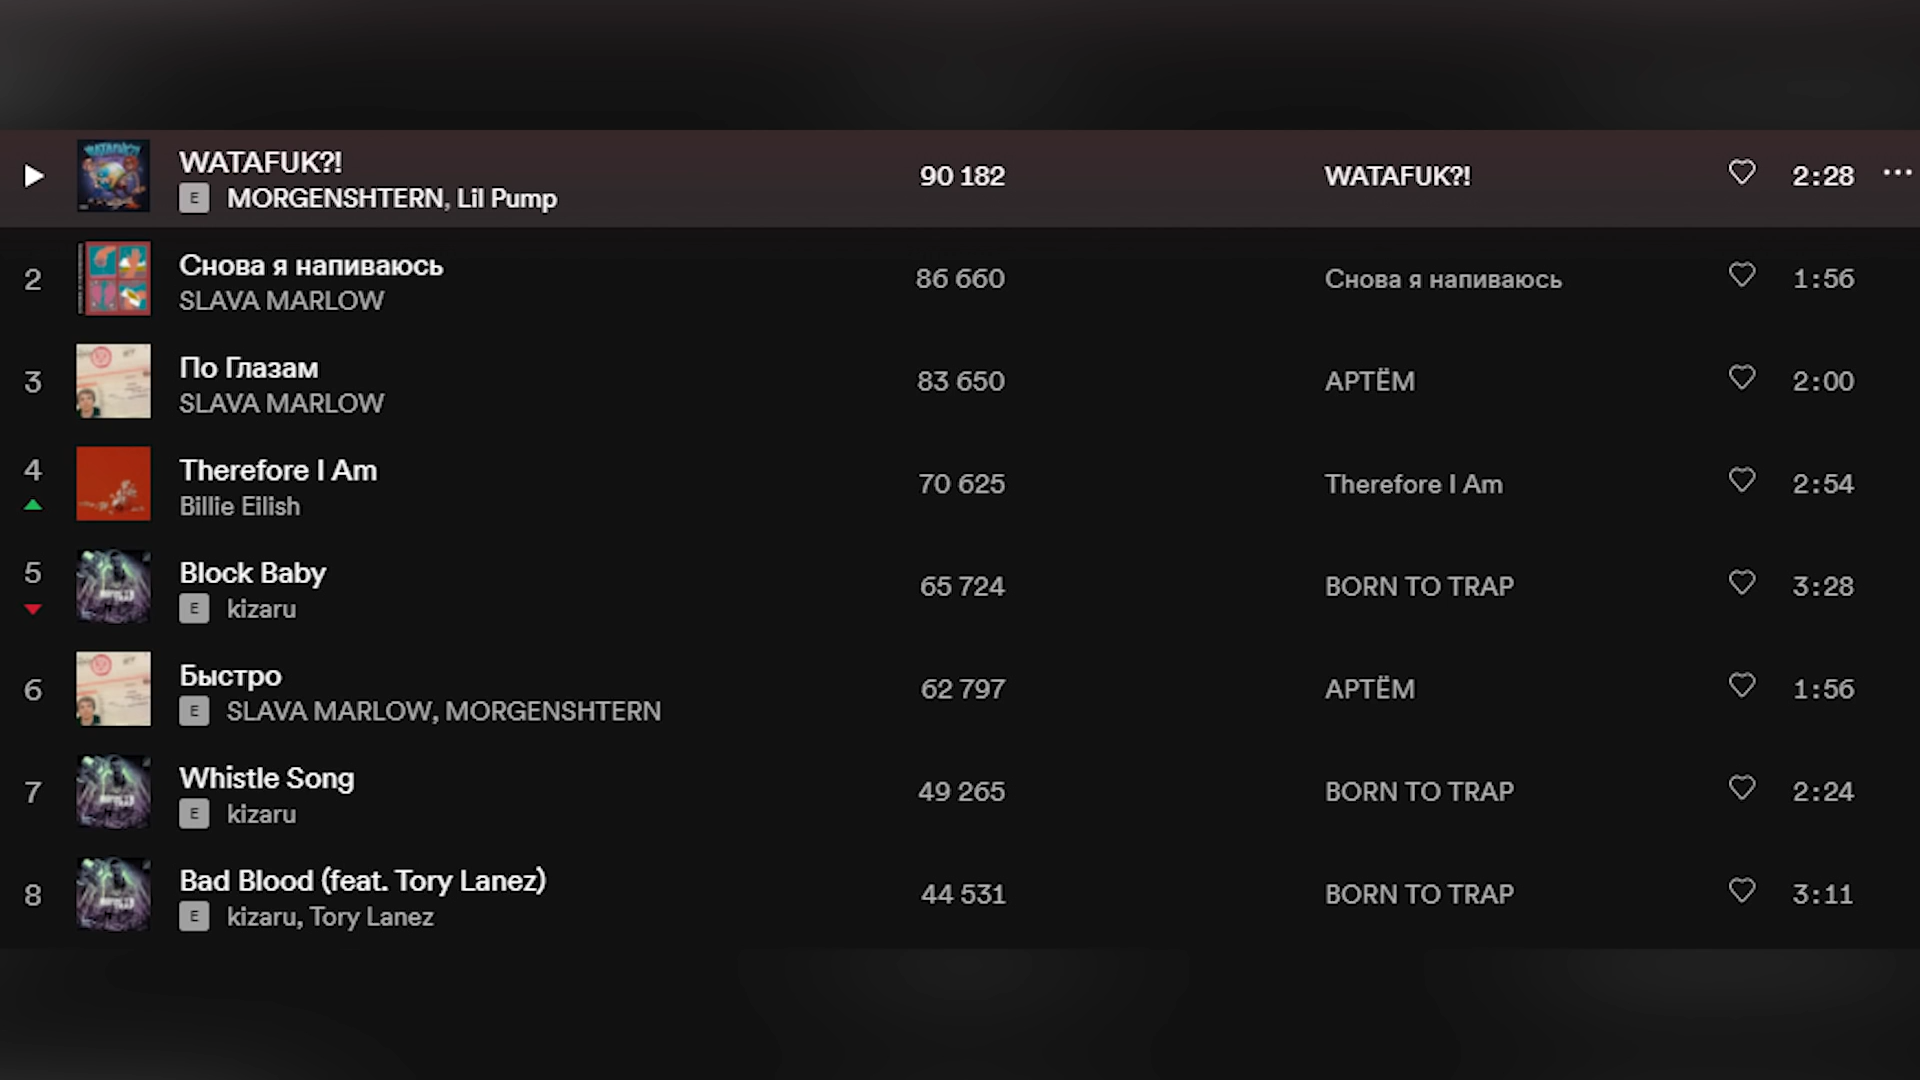 WATAFUK?!
E MORGENSHTERN, Lil Pump
90 182
WATAFUK?!
2:28
2
Снова я напиваюсь
SLAVA MARLOW
86 660
Снова я напиваюсь
1:56
3
По Глазам
SLAVA MARLOW
83 650
АРТЁМ
2:00
4
Therefore I Am
Billie Eilish
70 625
Therefore I Am
2:54
5
Block Baby
E kizaru
65 724
BORN TO TRAP
3:28
6
Быстро
E SLAVA MARLOW, MORGENSHTERN
62 797
АРТЁМ
1:56
7
Whistle Song
E kizaru
49 265
BORN TO TRAP
2:24
8
Bad Blood (feat. Tory Lanez)
E kizaru, Tory Lanez
44 531
BORN TO TRAP
3:11